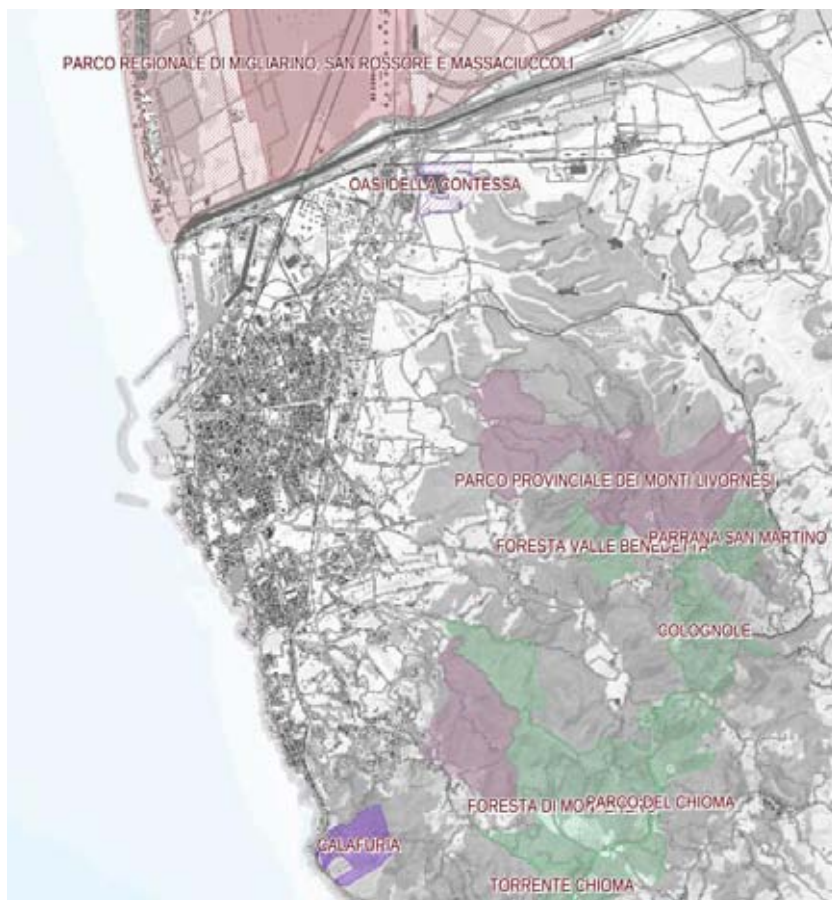 PARCO REGIONALE DI MIGLIARINO, SAN ROSSORE E MASSACIUCCOLI
OASI DELLA CONTESSA
PARCO PROVINCIALE DEI MONTI LIVORNESI
PARRANA SAN MARTINO
FORESTA VALLE BENEDETTA
COLOGNOLE
FORESTA DI
PARCO DEL CHIOMA
CALAFURIA
TORRENTE CHIOMA